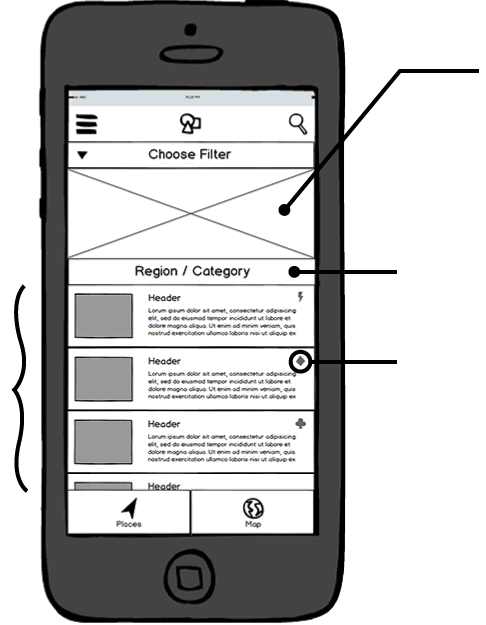 Choose Filter
Region / Category
Header
Lorem ipsum dolor sit amet, consectetur adipisicing
elit, sed do eiusmod tempor incididunt ut labore et
dolore magna aliqua. Ut enim ad minim veniam, quis
nostrud exercitation ullamco laboris nisi ut aliquip ex
Header
Lorem ipsum dolor sit amet, consectetur adipisicing
elit, sed do eiusmod tempor incididunt ut labore et
dolore magna aliqua. Ut enim ad minim veniam, quis
nostrud exercitation ullamco laboris nisi ut aliquip ex
Header
Lorem ipsum dolor sit amet, consectetur adipisicing
elit, sed do eiusmod tempor incididunt ut labore et
dolore magna aliqua. Ut enim ad minim veniam, quis
nostrud exercitation ullamco laboris nisi ut aliquip ex
Header
Places
Map